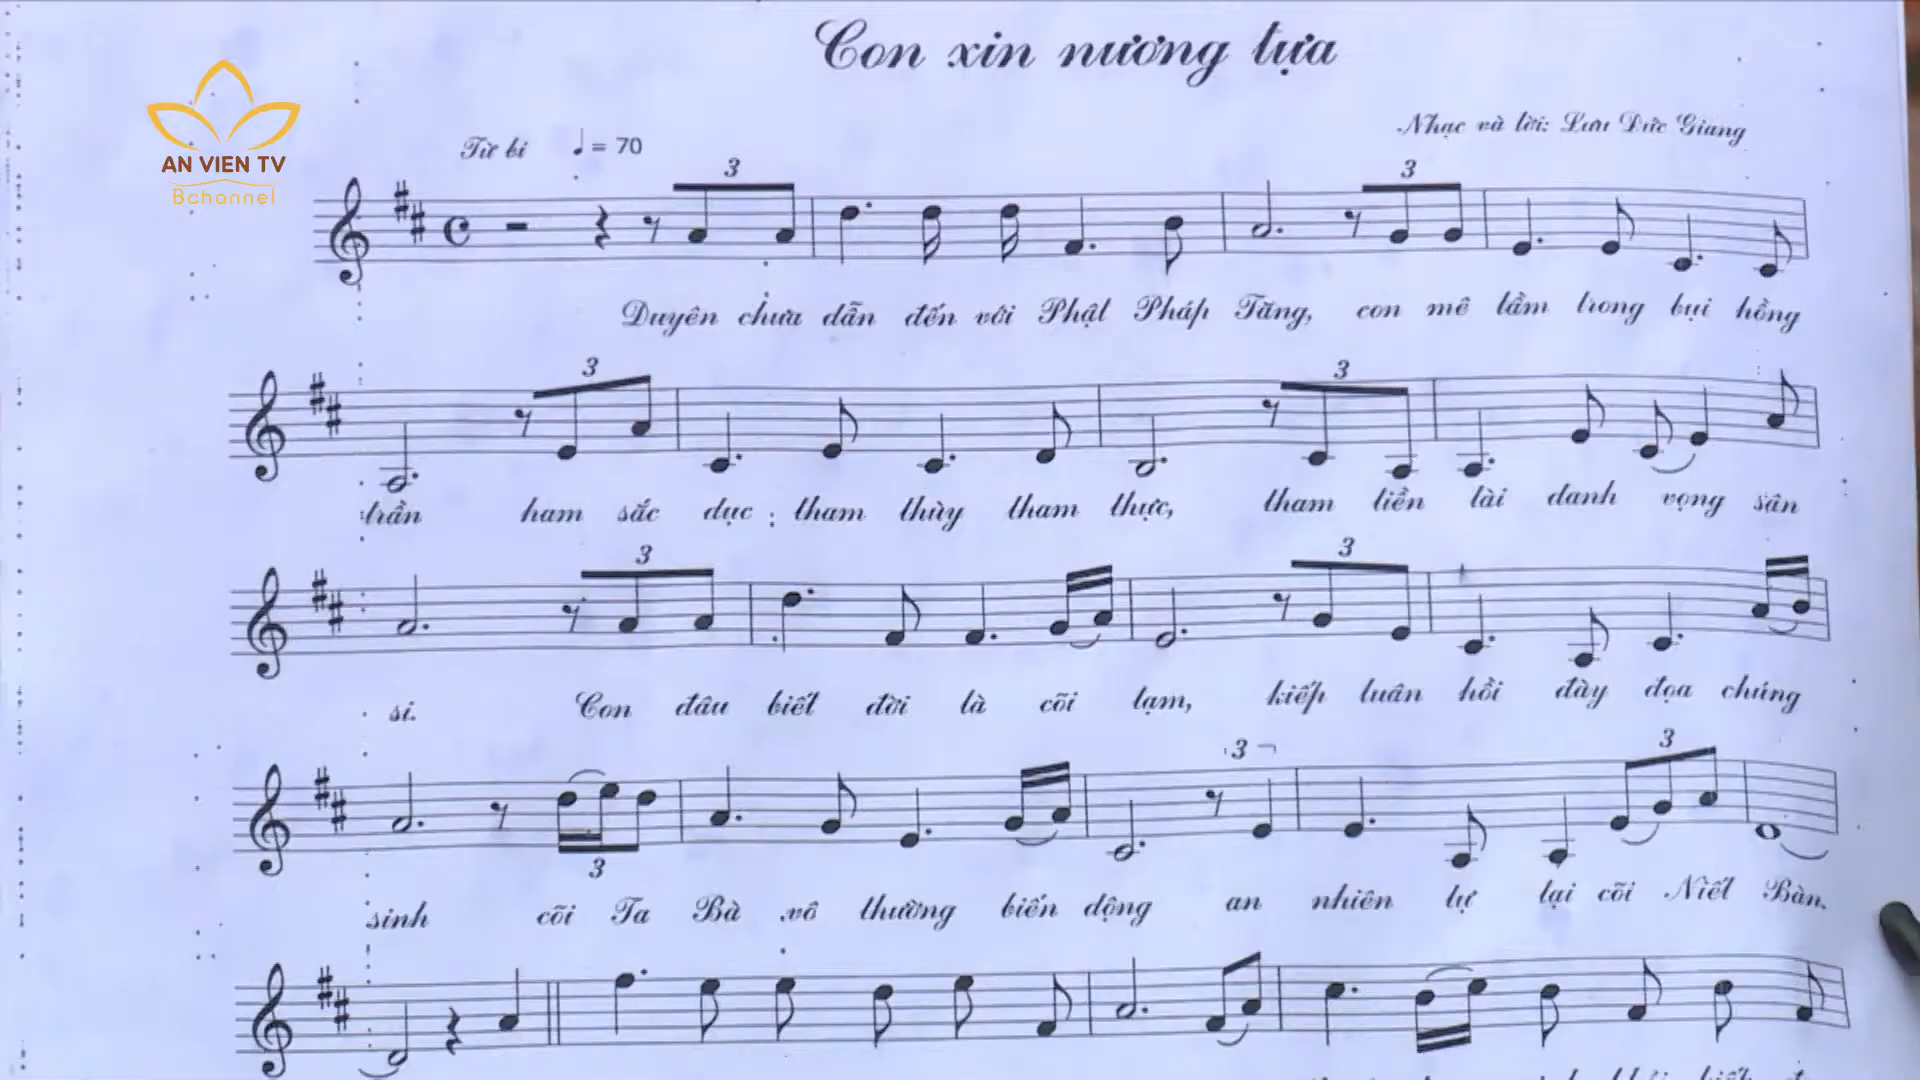 Con xin nương tựa
AN VIEN TV
Bchannel
Từ bi ♩ = 70
Nhạc và lời: Lưu Đức Giang
3 3
Duyên chưa dẫn đến với Phật Pháp Tăng, con mê lầm trong bụi hồng
3 3
trần ham sắc dục ; tham thùy tham thực, tham tiền tài danh vọng sân
3 3
si. Con đâu biết đời là cõi tạm, kiếp luân hồi đày đọa chúng
3 3 3
sinh cõi Ta Bà vô thường biến động an nhiên tự tại cõi Niết Bàn.